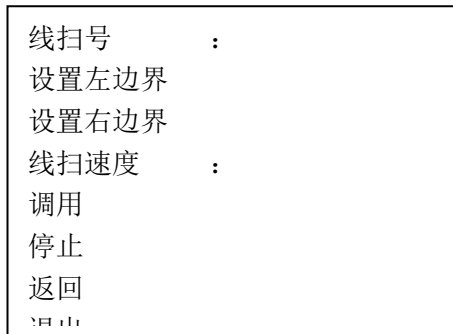 线扫号 ：
设置左边界
设置右边界
线扫速度 ：
调用
停止
返回